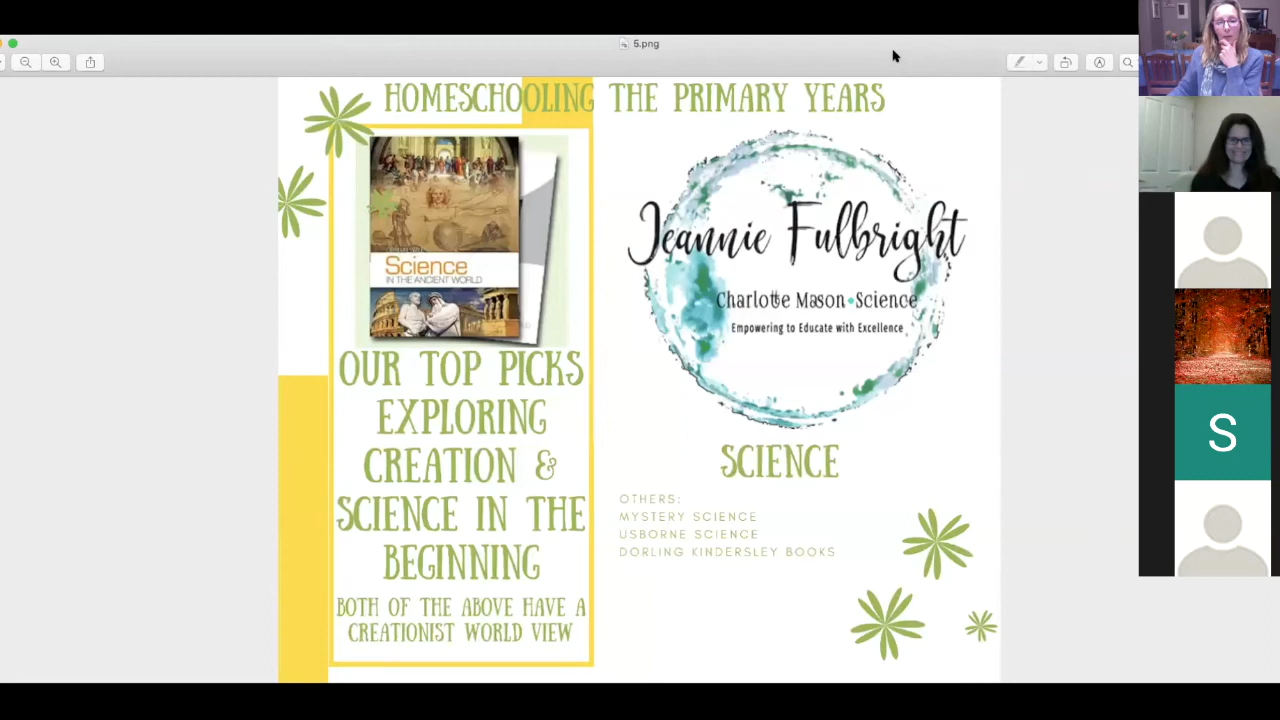 5.png
HOMESCHOOLING THE PRIMARY YEARS
Science
IN THE ANCIENT WORLD
OUR TOP PICKS
EXPLORING
CREATION &
SCIENCE IN THE
BEGINNING
BOTH OF THE ABOVE HAVE A
CREATIONIST WORLD VIEW
Jeannie Fulbright
Charlotte Mason • Science
Empowering to Educate with Excellence
SCIENCE
OTHERS:
MYSTERY SCIENCE
USBORNE SCIENCE
DORLING KINDERSLEY BOOKS
S